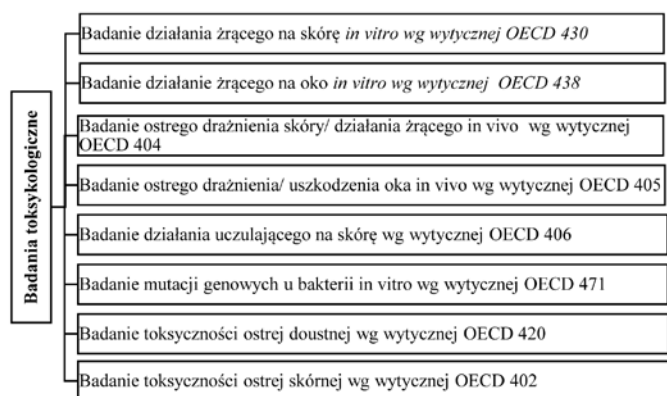 Badania toksykologiczne
Badanie działania żrącego na skórę in vitro wg wytycznej OECD 430
Badanie działanie żrącego na oko in vitro wg wytycznej OECD 438
Badanie ostrego drażnienia skóry/ działania żrącego in vivo wg wytycznej
OECD 404
Badanie ostrego drażnienia/ uszkodzenia oka in vivo wg wytycznej OECD 405
Badanie działania uczulającego na skórę wg wytycznej OECD 406
Badanie mutacji genowych u bakterii in vitro wg wytycznej OECD 471
Badanie toksyczności ostrej doustnej wg wytycznej OECD 420
Badanie toksyczności ostrej skórnej wg wytycznej OECD 402